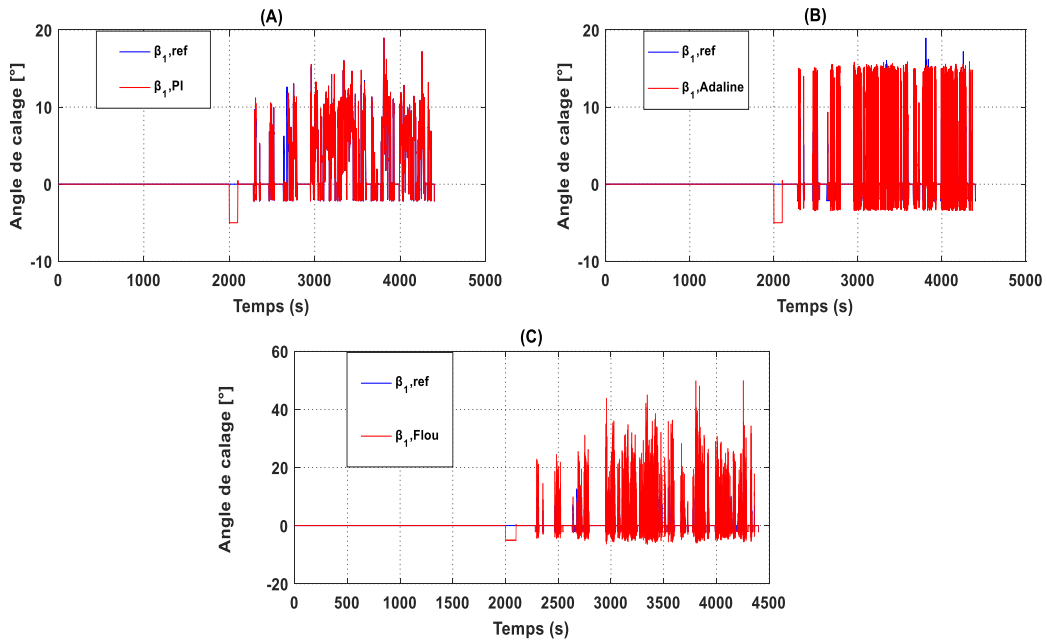 (A)
20
10
0
-10
Angle de calage [°]
β1,ref
β1,PI
0
1000
2000
3000
4000
5000
Temps (s)
(B)
20
10
0
-10
Angle de calage [°]
β1,ref
β1,Adaline
0
1000
2000
3000
4000
5000
Temps (s)
(C)
60
40
20
0
-20
Angle de calage [°]
β1,ref
β1,Flou
0
500
1000
1500
2000
2500
3000
3500
4000
4500
Temps (s)